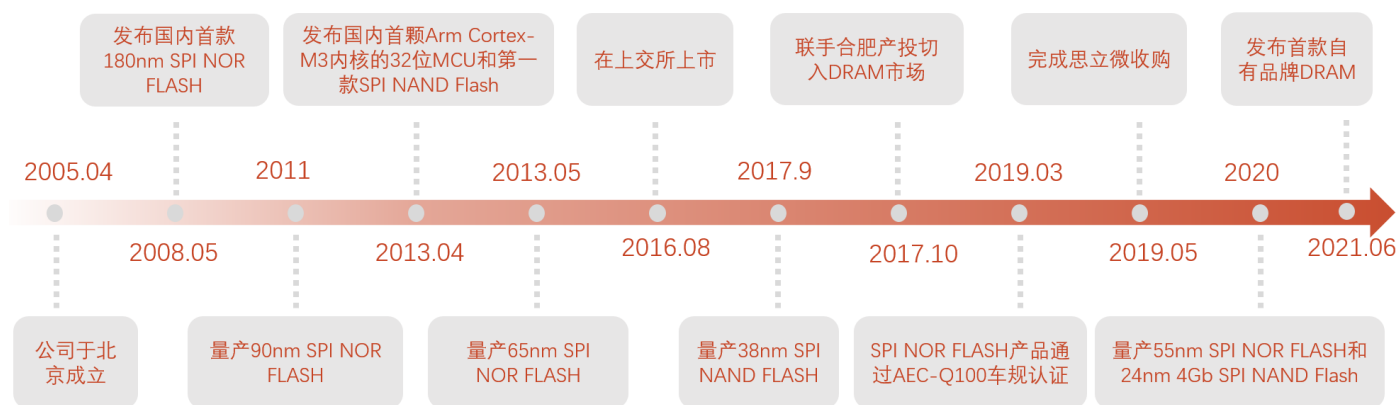 发布国内首款
180nm SPI NOR
FLASH
发布国内首颗Arm Cortex-
M3内核的32位MCU和第一
款SPI NAND Flash
在上交所上市
联手合肥产投切
入DRAM市场
完成思立微收购
发布首款自
有品牌DRAM
2005.04
2011
2013.05
2017.9
2019.03
2020
2008.05
2013.04
2016.08
2017.10
2019.05
2021.06
公司于北
京成立
量产90nm SPI NOR
FLASH
量产65nm SPI
NOR FLASH
量产38nm SPI
NAND FLASH
SPI NOR FLASH产品通
过AEC-Q100车规认证
量产55nm SPI NOR FLASH和
24nm 4Gb SPI NAND Flash